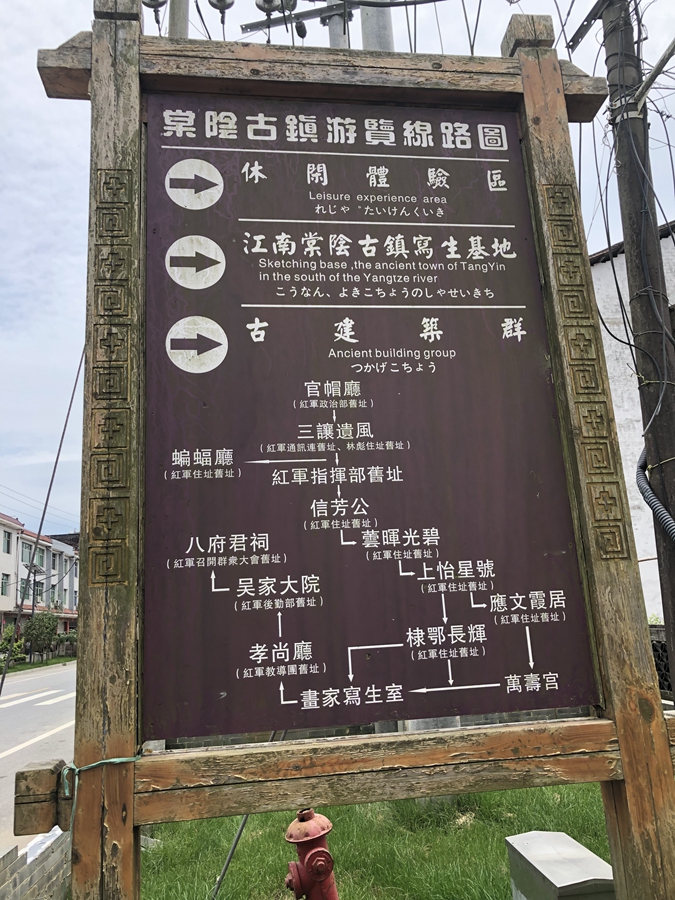 棠陰古鎮游覽線路圖
休閑體驗區
Leisure experience area
れじゃ゛たいけんくいき
江南棠陰古鎮寫生基地
Sketching base ,the ancient town of TangYin
in the south of the Yangtze river
こうなん、よきこちょうのしゃせいきち
古建築群
Ancient building group
つかげこちょう
官帽廳
（紅軍政治部舊址）
三讓遺風
（紅軍通訊連舊址、林彪住址舊址）
蝙蝠廳
（紅軍住址舊址）
紅軍指揮部舊址
信芳公
（紅軍住址舊址）
八府君祠
（紅軍召開群衆大會舊址）
曇暉光碧
（紅軍住址舊址）
上怡星號
（紅軍住址舊址）
吴家大院
（紅軍後勤部舊址）
應文霞居
（紅軍住址舊址）
棣鄂長輝
（紅軍住址舊址）
孝尚廳
（紅軍教導團舊址）
萬壽宮
畫家寫生室